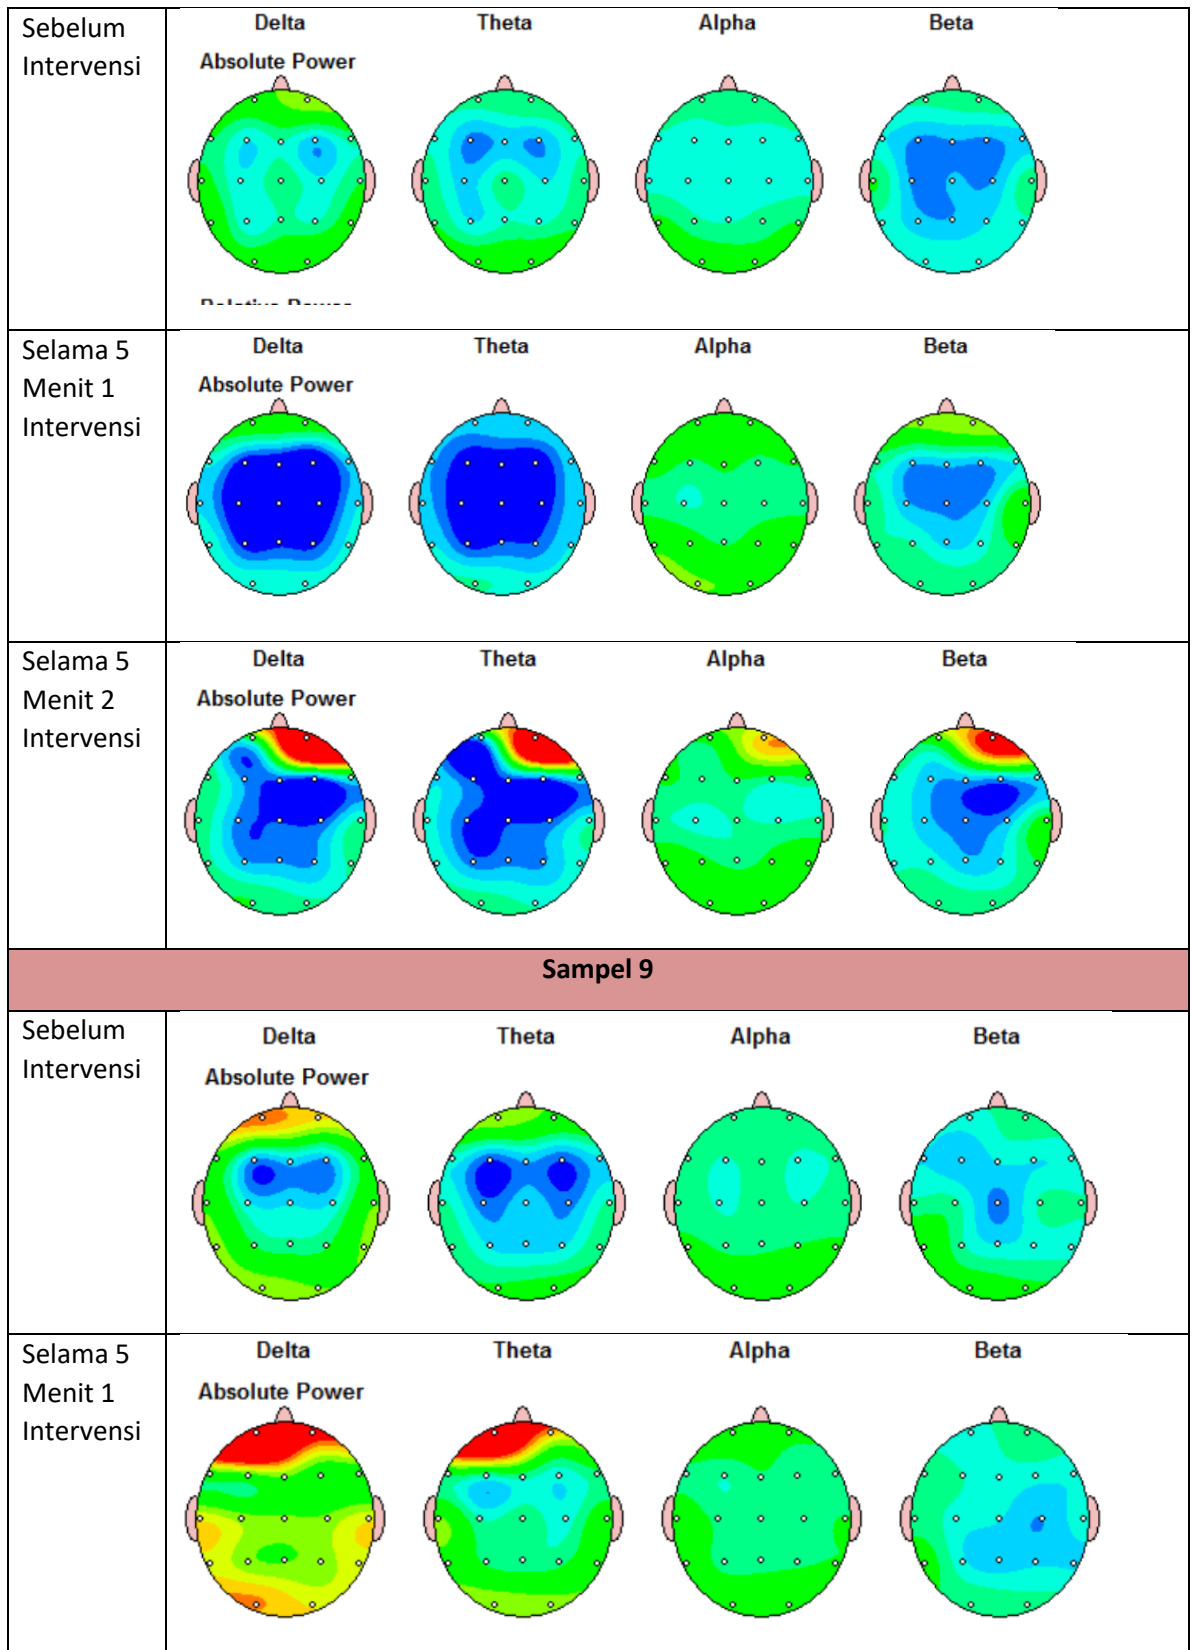 Sebelum
Intervensi
Delta Theta Alpha Beta
Absolute Power
Relative Power
Selama 5
Menit 1
Intervensi
Delta Theta Alpha Beta
Absolute Power
Selama 5
Menit 2
Intervensi
Delta Theta Alpha Beta
Absolute Power
Sampel 9
Sebelum
Intervensi
Delta Theta Alpha Beta
Absolute Power
Selama 5
Menit 1
Intervensi
Delta Theta Alpha Beta
Absolute Power